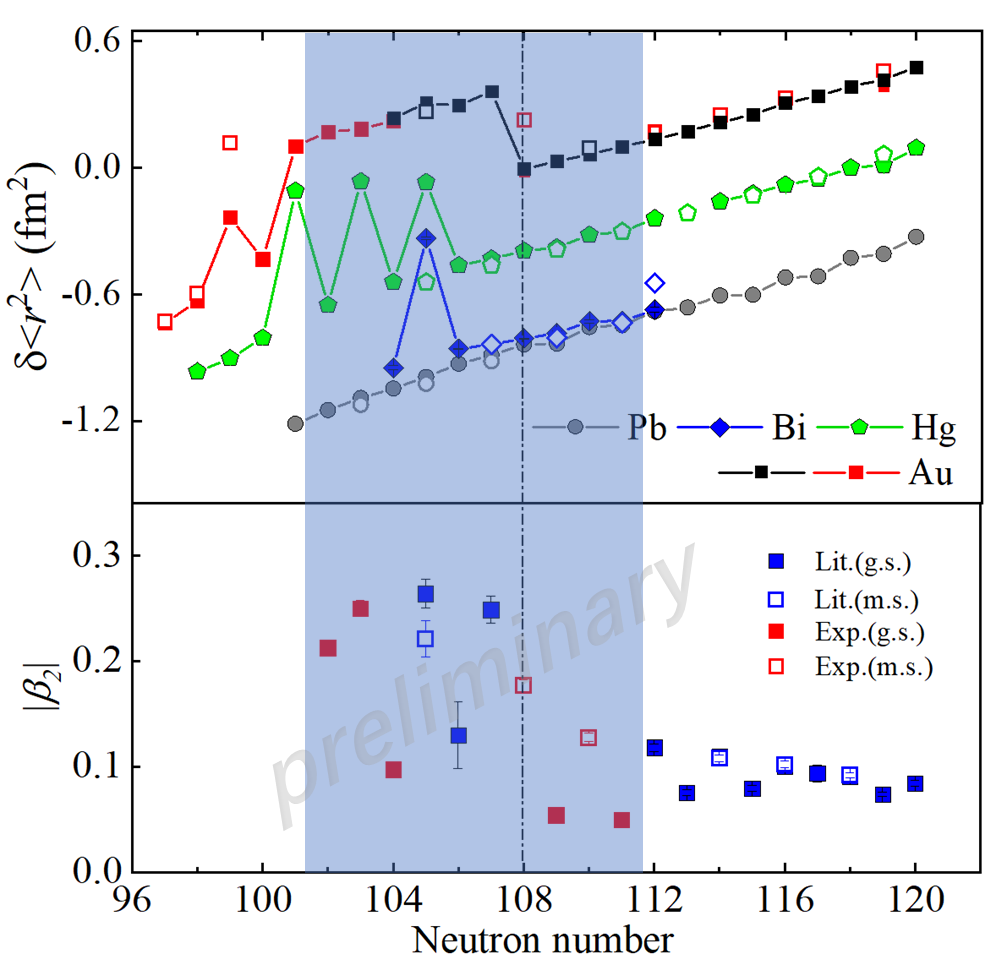 0.6
0.0
-0.6
-1.2
δ<r²> (fm²)
Pb Bi Hg
Au
0.3
0.2
0.1
0.0
|β₂|
preliminary
Lit.(g.s.)
Lit.(m.s.)
Exp.(g.s.)
Exp.(m.s.)
96 100 104 108 112 116 120
Neutron number